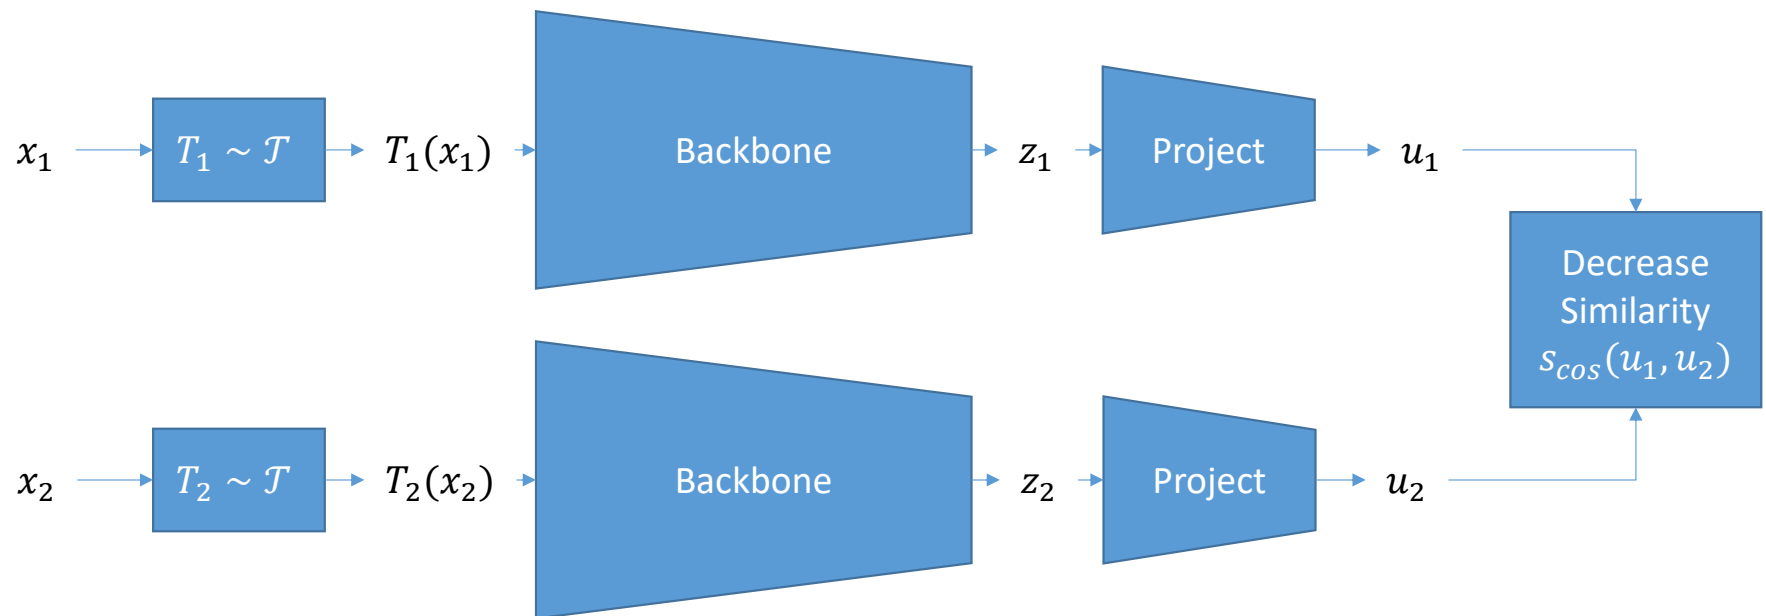 x₁
T₁ ~ 𝒯
T₁(x₁)
Backbone
z₁
Project
u₁
Decrease
Similarity
s_cos(u₁, u₂)
x₂
T₂ ~ 𝒯
T₂(x₂)
Backbone
z₂
Project
u₂